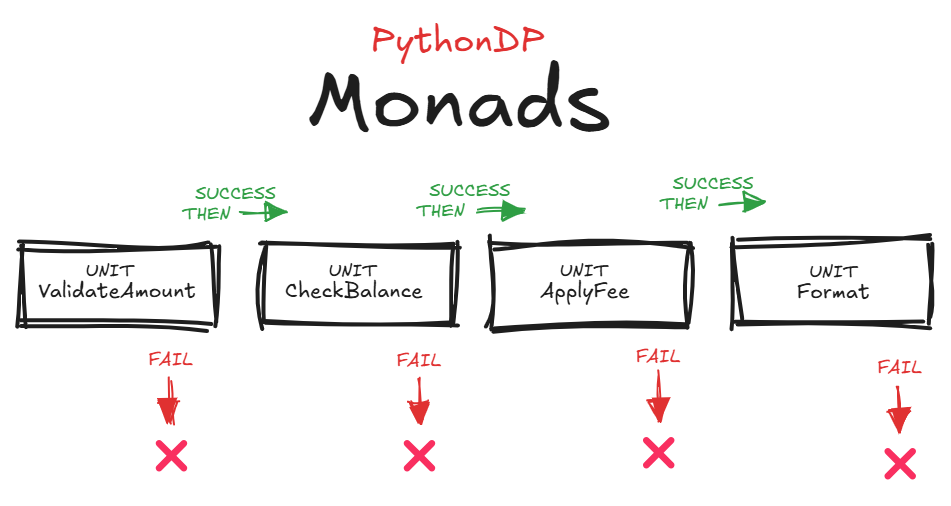 PythonDP
Monads
SUCCESS
THEN
SUCCESS
THEN
SUCCESS
THEN
UNIT
ValidateAmount
UNIT
CheckBalance
UNIT
ApplyFee
UNIT
Format
FAIL
FAIL
FAIL
FAIL